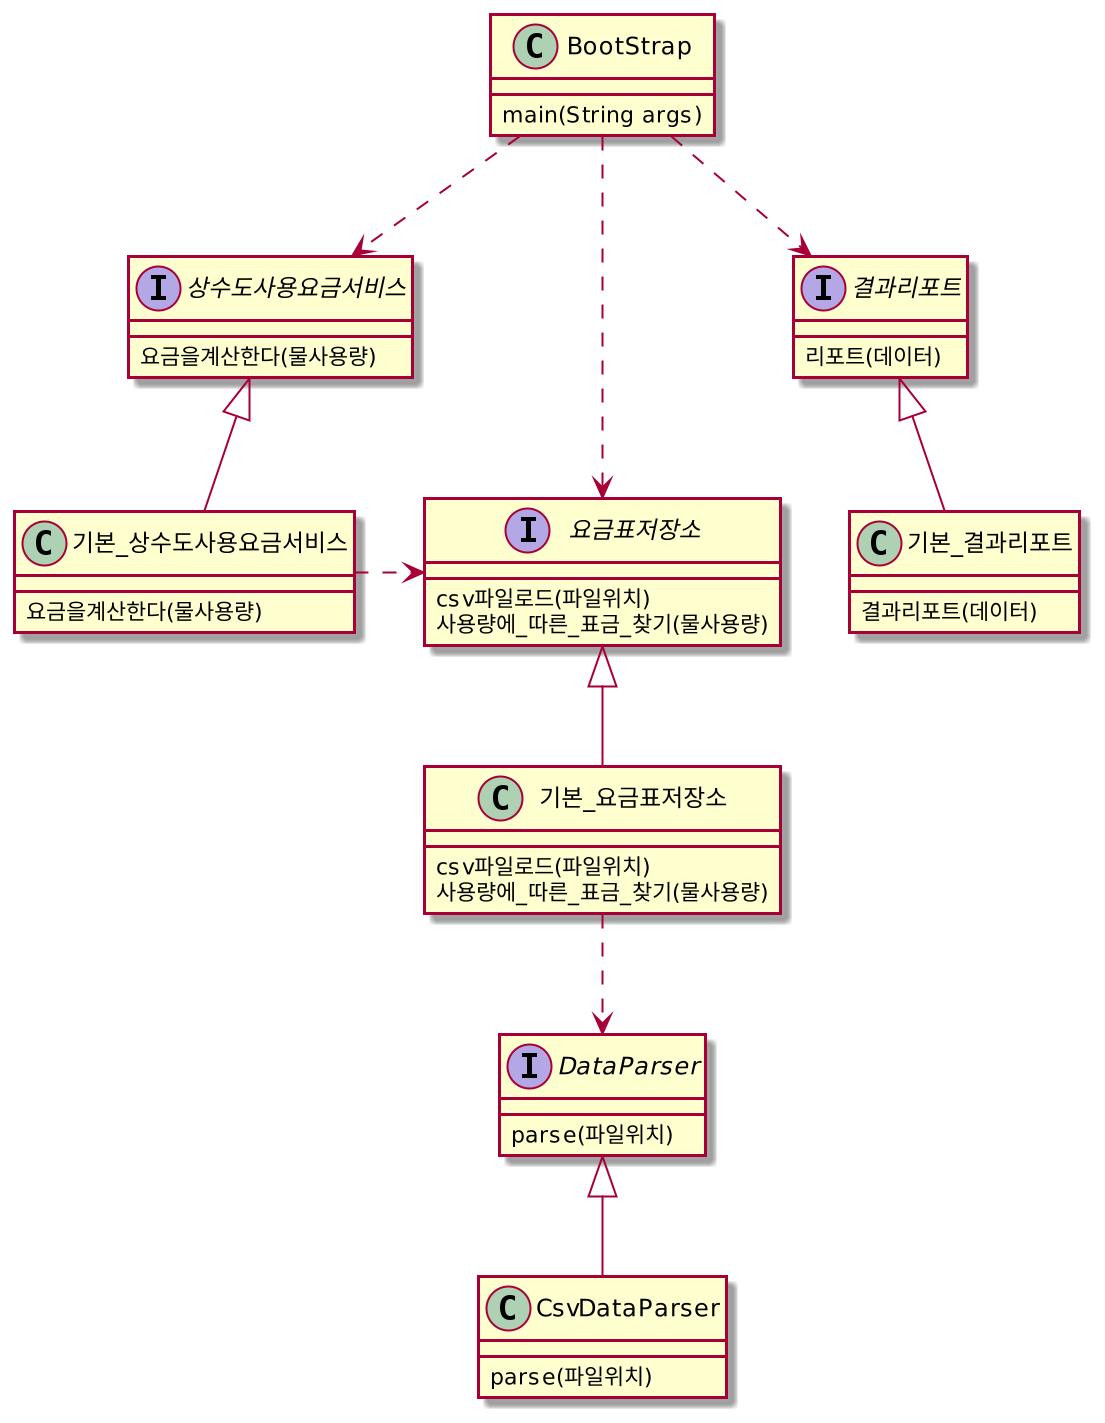 C BootStrap
main(String args)
I 상수도사용요금서비스
요금을계산한다(물사용량)
I 결과리포트
리포트(데이터)
C 기본_상수도사용요금서비스
요금을계산한다(물사용량)
I 요금표저장소
csv파일로드(파일위치)
사용량에_따른_표금_찾기(물사용량)
C 기본_결과리포트
결과리포트(데이터)
C 기본_요금표저장소
csv파일로드(파일위치)
사용량에_따른_표금_찾기(물사용량)
I DataParser
parse(파일위치)
C CsvDataParser
parse(파일위치)